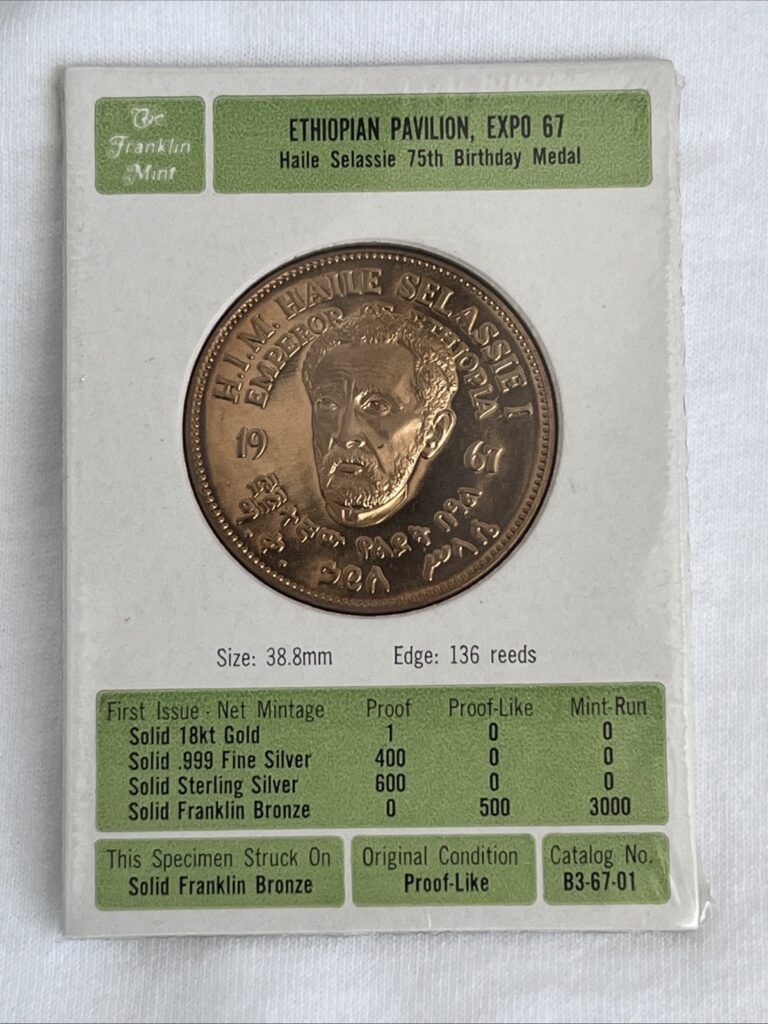 The
Franklin
Mint
ETHIOPIAN PAVILION, EXPO 67
Haile Selassie 75th Birthday Medal
H.I.M. HAILE SELASSIE I
EMPEROR OF ETHIOPIA
19 67
የልደት በዓል
ሥላሴ
Size: 38.8mm Edge: 136 reeds
First Issue - Net Mintage Proof Proof-Like Mint-Run
Solid 18kt Gold 1 0 0
Solid .999 Fine Silver 400 0 0
Solid Sterling Silver 600 0 0
Solid Franklin Bronze 0 500 3000
This Specimen Struck On
Solid Franklin Bronze
Original Condition
Proof-Like
Catalog No.
B3-67-01